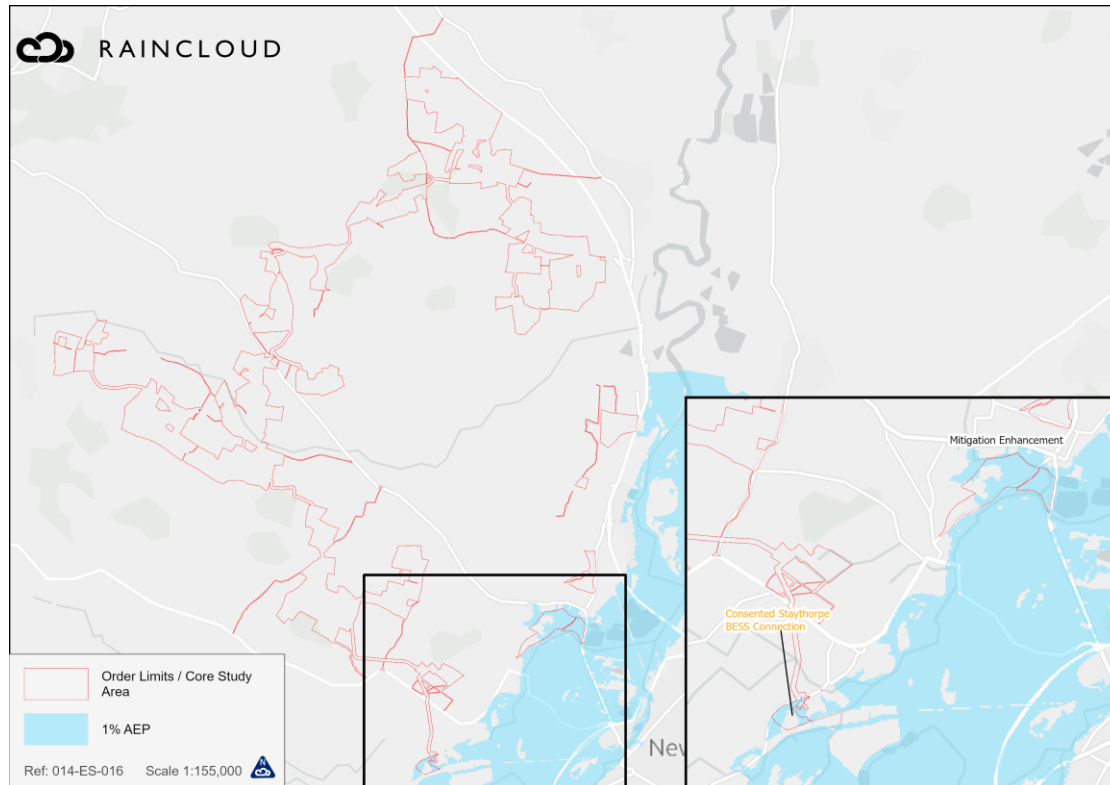 RAINCLOUD
Mitigation Enhancement
Consented Staythorpe
BESS Connection
Order Limits / Core Study
Area
1% AEP
Ref: 014-ES-016 Scale 1:155,000
N